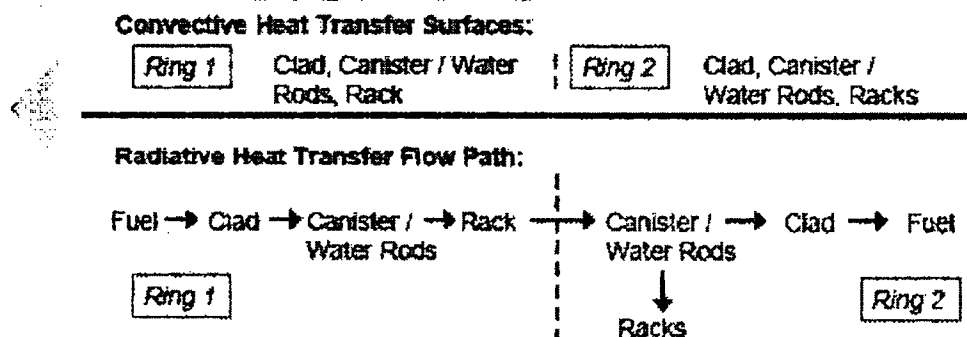 Convective Heat Transfer Surfaces:
Ring 1
Clad, Canister / Water
Rods, Rack
Ring 2
Clad, Canister /
Water Rods, Racks
Radiative Heat Transfer Flow Path:
Fuel → Clad → Canister / → Rack → Canister / → Clad → Fuel
Water Rods Water Rods
Ring 1
Ring 2
Racks